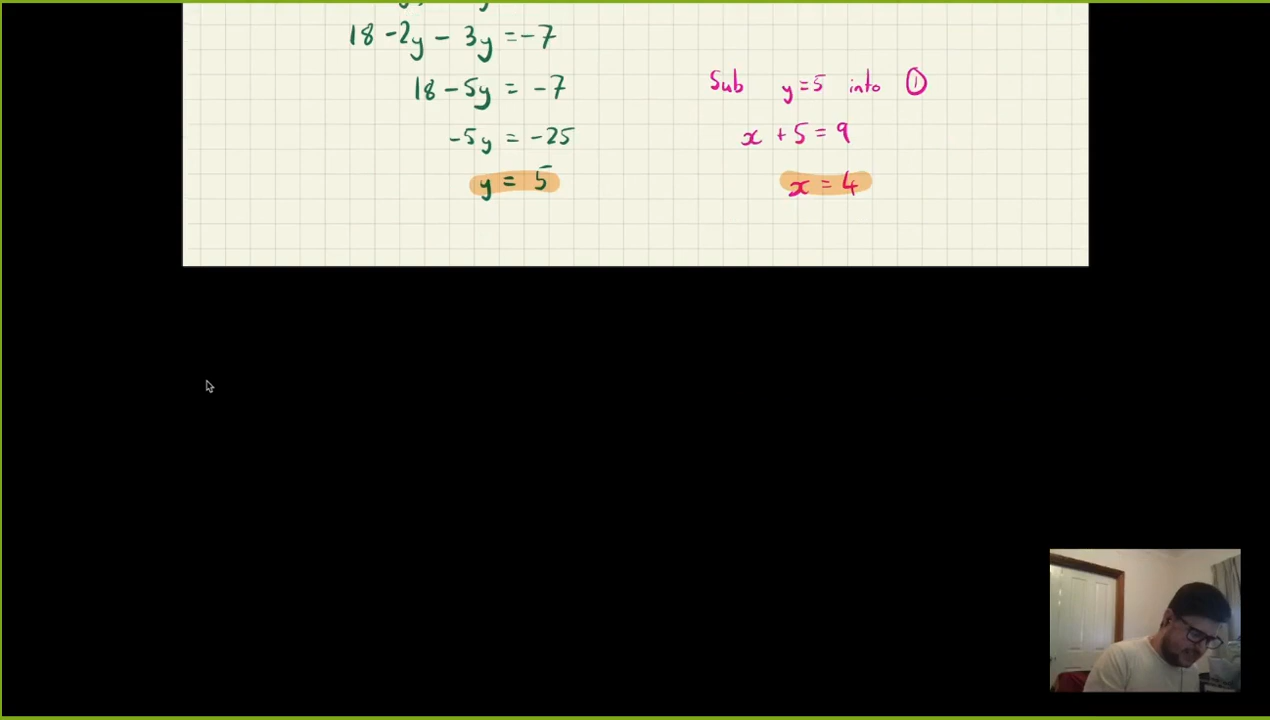 18 - 2y - 3y = -7
18 - 5y = -7
-5y = -25
y = 5
Sub y = 5 into ①
x + 5 = 9
x = 4